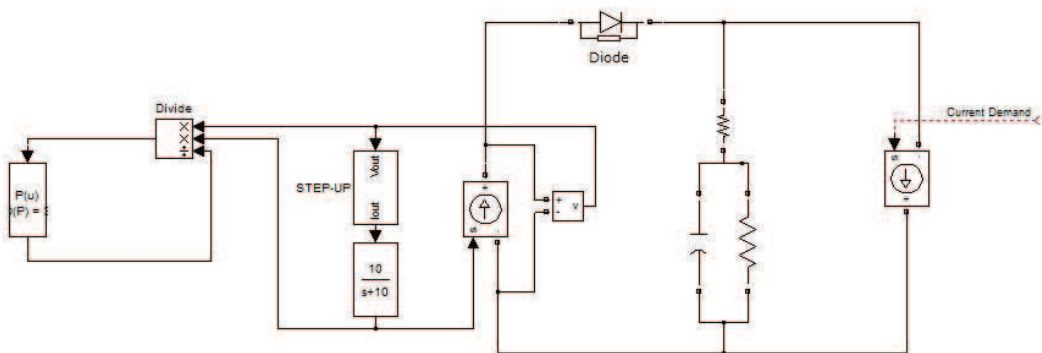 Diode
Divide
Current Demand
×
×
÷
Vout
STEP-UP
Iout
P(u)
O(P) =
s
+
-
+
-
v
s
-
+
10
s+10